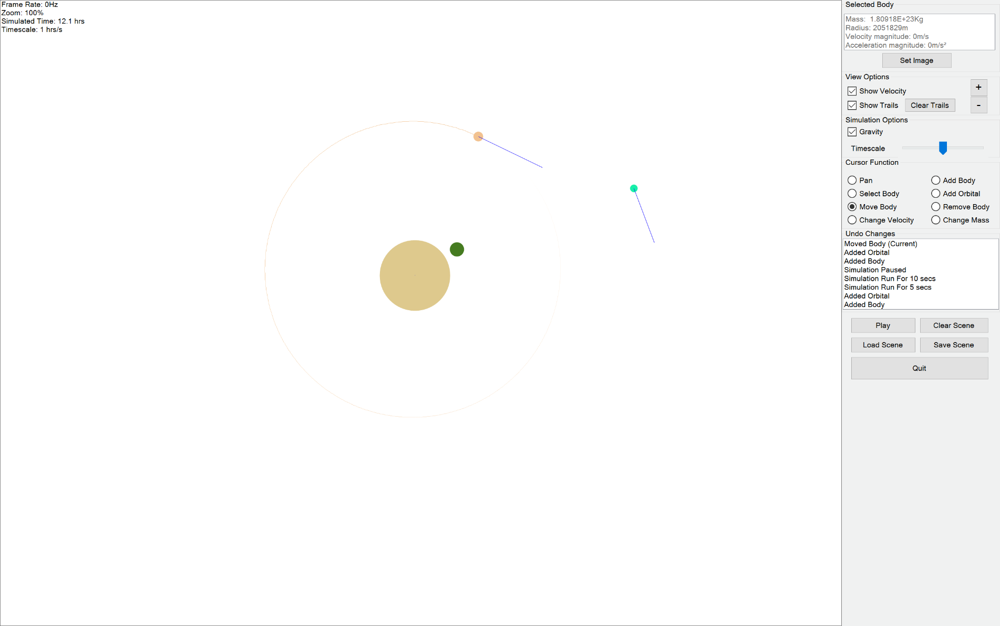 Frame Rate: 0Hz
Zoom: 100%
Simulated Time: 12.1 hrs
Timescale: 1 hrs/s
Selected Body
Mass:  1.80918E+23Kg
Radius: 2051829m
Velocity magnitude: 0m/s
Acceleration magnitude: 0m/s²
Set Image
View Options
Show Velocity
+
Show Trails
Clear Trails
-
Simulation Options
Gravity
Timescale
Cursor Function
Pan
Add Body
Select Body
Add Orbital
Move Body
Remove Body
Change Velocity
Change Mass
Undo Changes
Moved Body (Current)
Added Orbital
Added Body
Simulation Paused
Simulation Run For 10 secs
Simulation Run For 5 secs
Added Orbital
Added Body
Play
Clear Scene
Load Scene
Save Scene
Quit